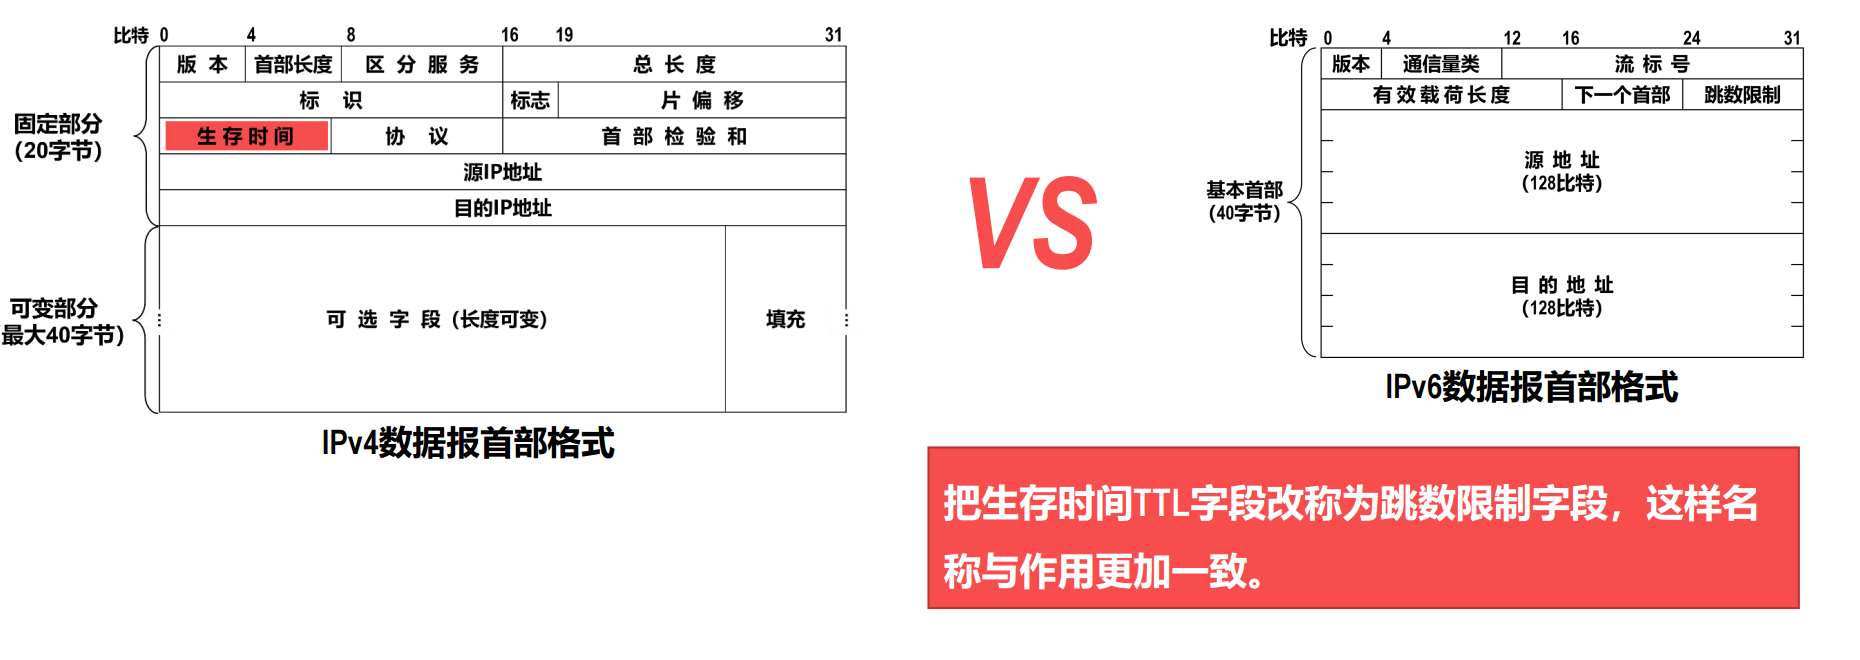 比特 0 4 8 16 19 31
版 本 首部长度 区 分 服 务 总 长 度
标 识 标志 片 偏 移
生存时间 协 议 首 部 检 验 和
源IP地址
目的IP地址
固定部分
(20字节)
可变部分
最大40字节)
可 选 字 段 (长度可变) 填充
IPv4数据报首部格式
VS
比特 0 4 12 16 24 31
版本 通信量类 流 标 号
有效载荷长度 下一个首部 跳数限制
源 地 址
(128比特)
目 的 地 址
(128比特)
基本首部
(40字节)
IPv6数据报首部格式
把生存时间TTL字段改称为跳数限制字段，这样名
称与作用更加一致。